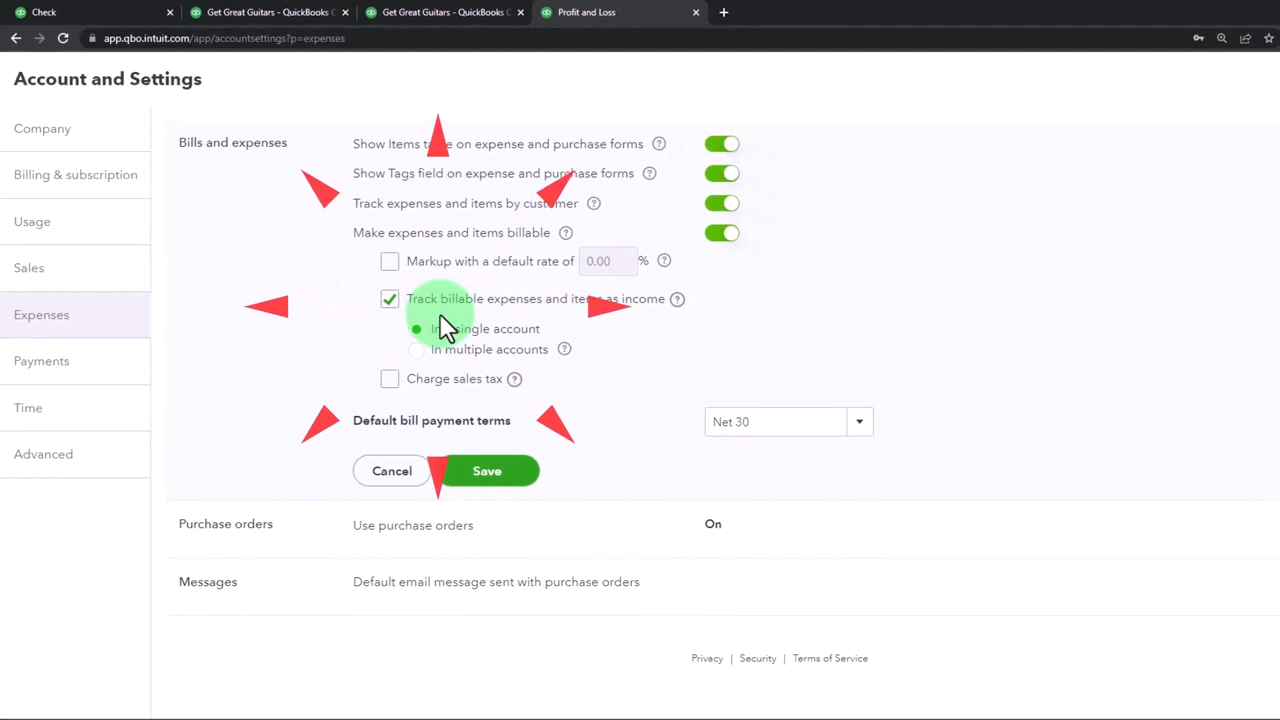 Check
Get Great Guitars - QuickBooks C
Get Great Guitars - QuickBooks C
Profit and Loss
app.qbo.intuit.com/app/accountsettings?p=expenses
Account and Settings
Company
Billing & subscription
Usage
Sales
Expenses
Payments
Time
Advanced
Bills and expenses
Show Items table on expense and purchase forms
Show Tags field on expense and purchase forms
Track expenses and items by customer
Make expenses and items billable
Markup with a default rate of 0.00 %
Track billable expenses and items as income
In a single account
In multiple accounts
Charge sales tax
Default bill payment terms
Net 30
Cancel
Save
Purchase orders
Use purchase orders
On
Messages
Default email message sent with purchase orders
Privacy | Security | Terms of Service